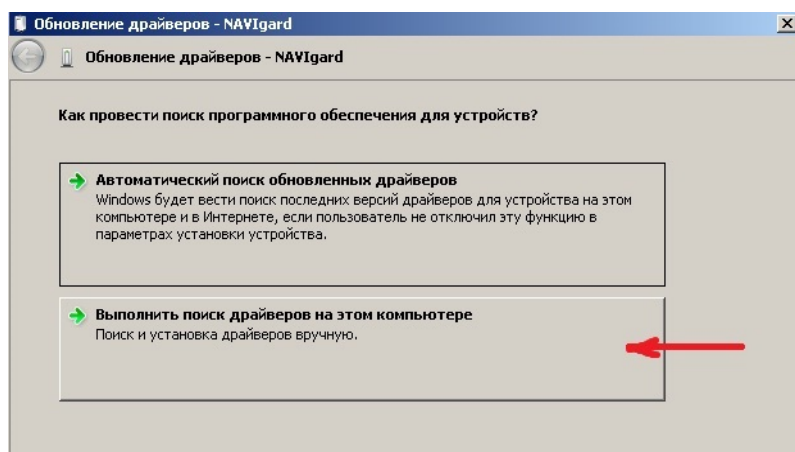 Обновление драйверов - NAVIgard
Обновление драйверов - NAVIgard
Как провести поиск программного обеспечения для устройств?
Автоматический поиск обновленных драйверов
Windows будет вести поиск последних версий драйверов для устройства на этом
компьютере и в Интернете, если пользователь не отключил эту функцию в
параметрах установки устройства.
Выполнить поиск драйверов на этом компьютере
Поиск и установка драйверов вручную.